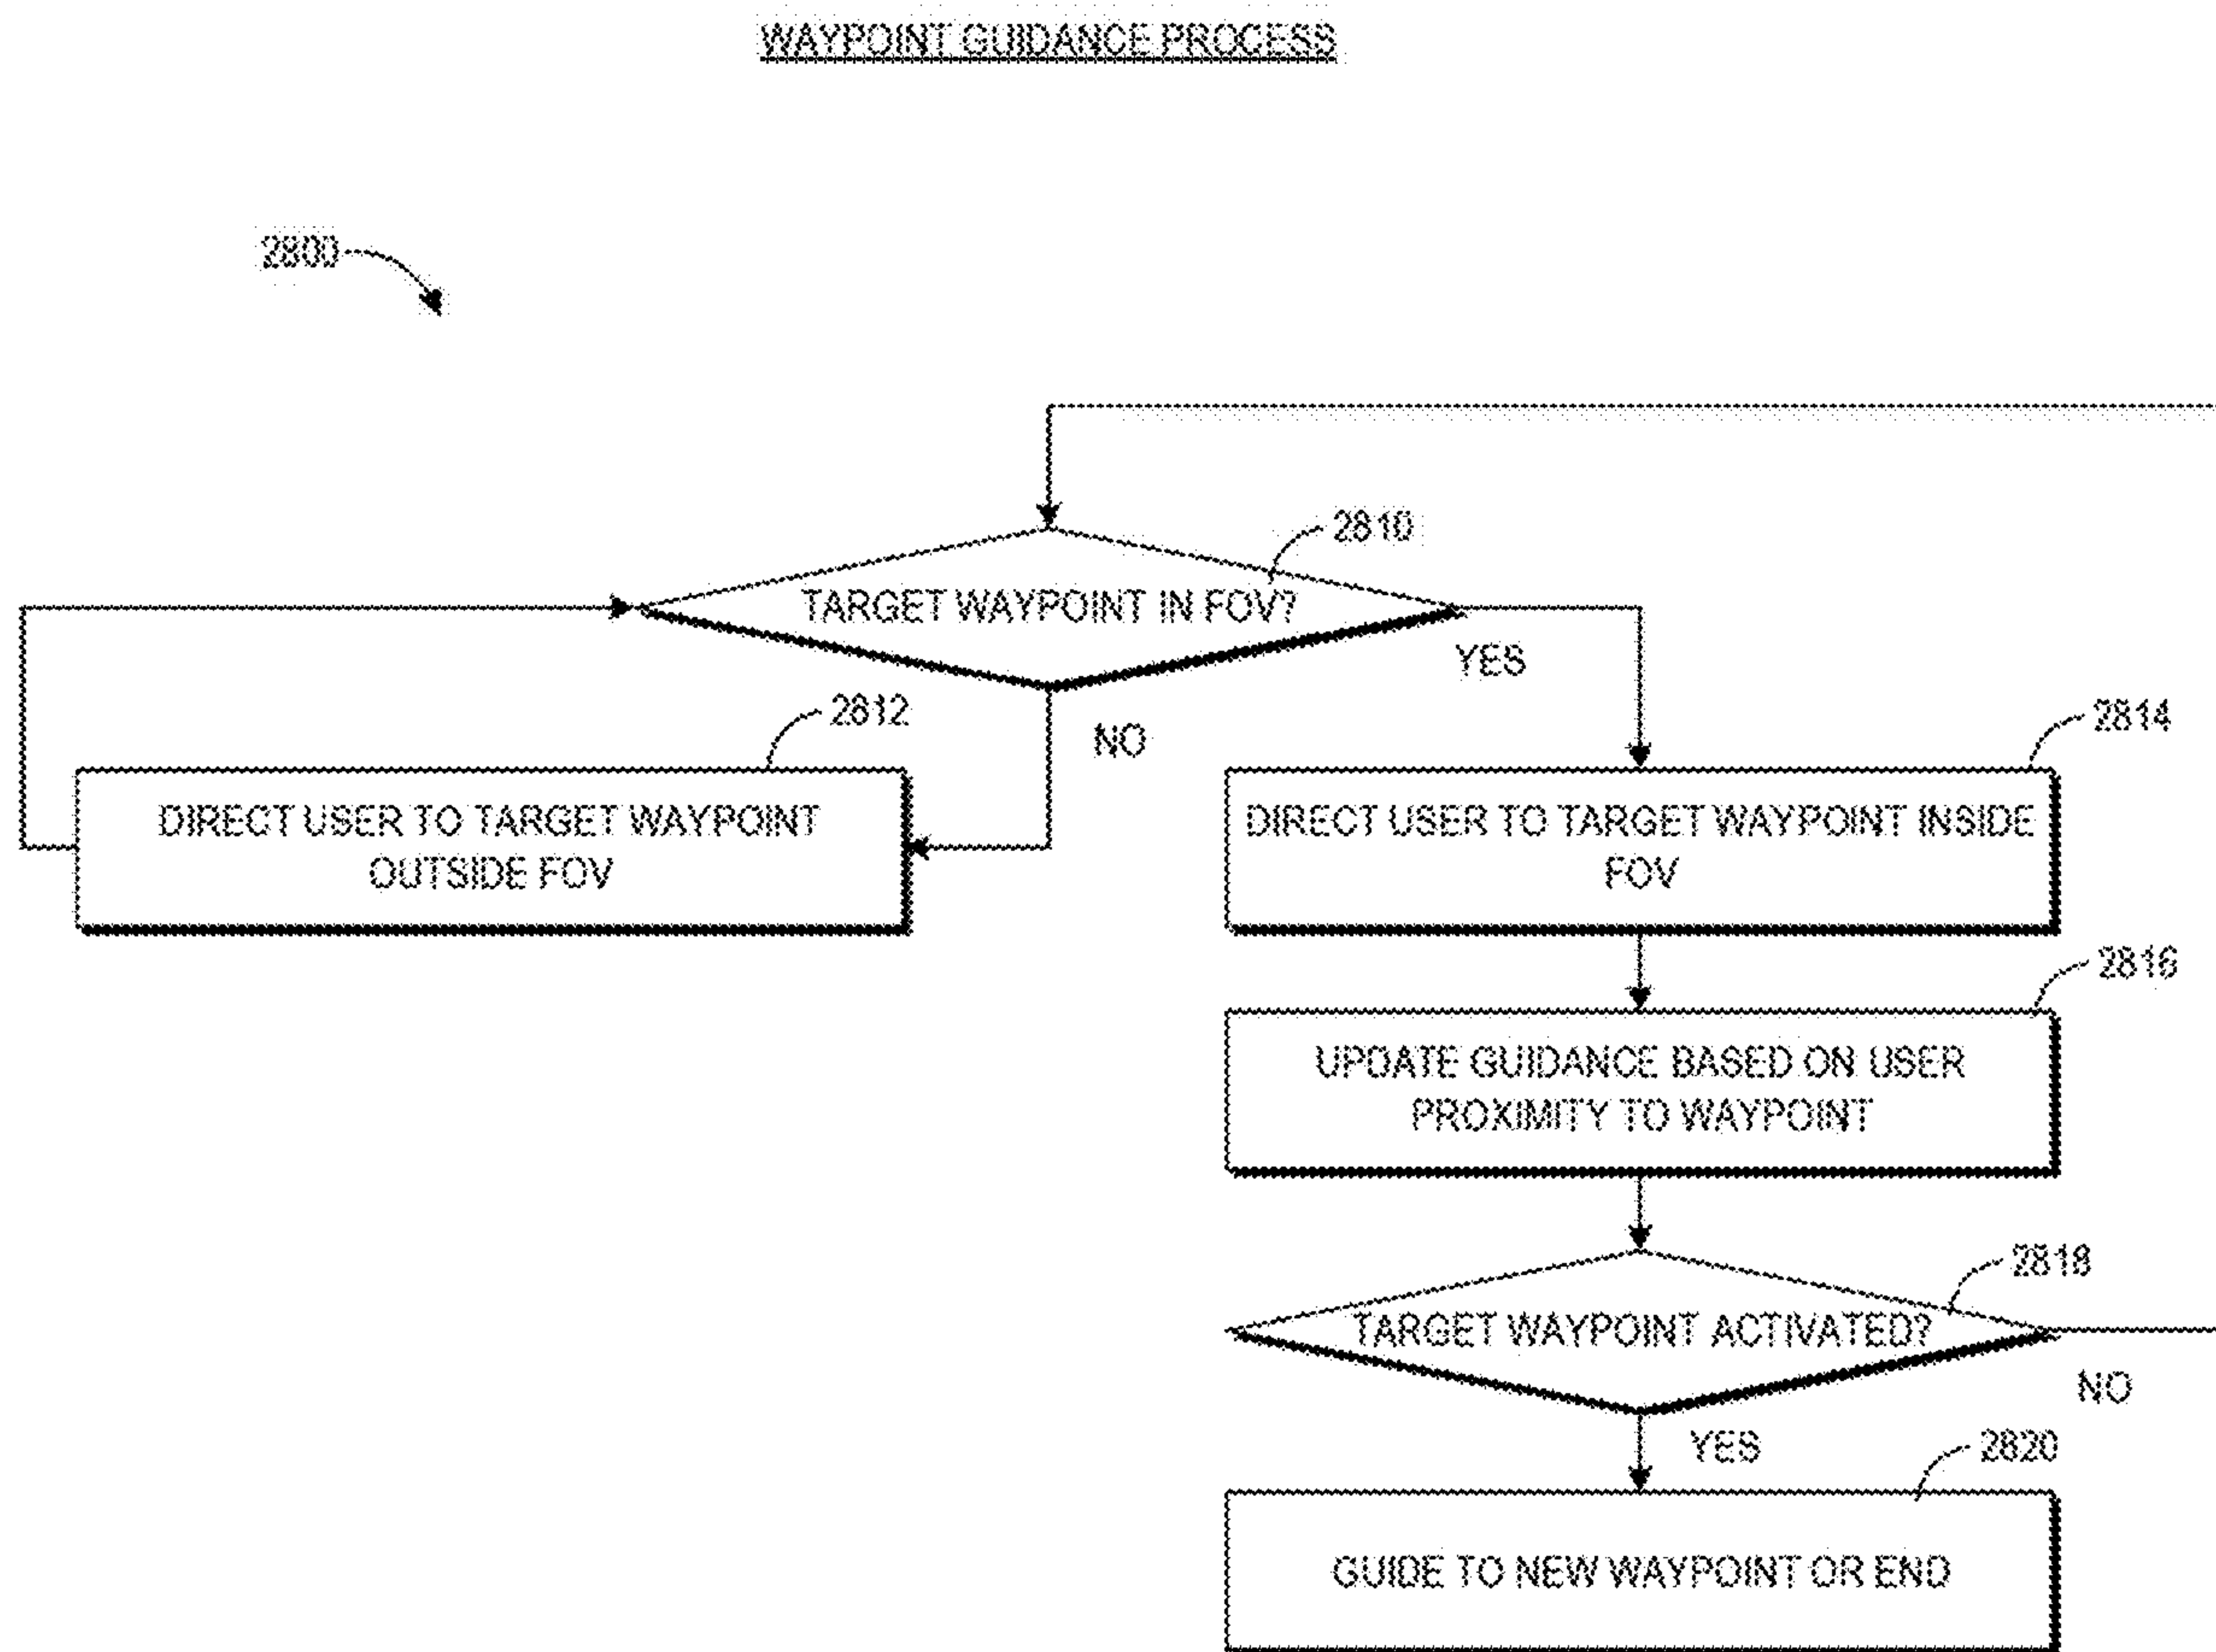 WAYPOINT GUIDANCE PROCESS
2800
2810
TARGET WAYPOINT IN FOV?
YES
NO
2812
DIRECT USER TO TARGET WAYPOINT
OUTSIDE FOV
2814
DIRECT USER TO TARGET WAYPOINT INSIDE
FOV
2816
UPDATE GUIDANCE BASED ON USER
PROXIMITY TO WAYPOINT
2818
TARGET WAYPOINT ACTIVATED?
NO
YES
2820
GUIDE TO NEW WAYPOINT OR END